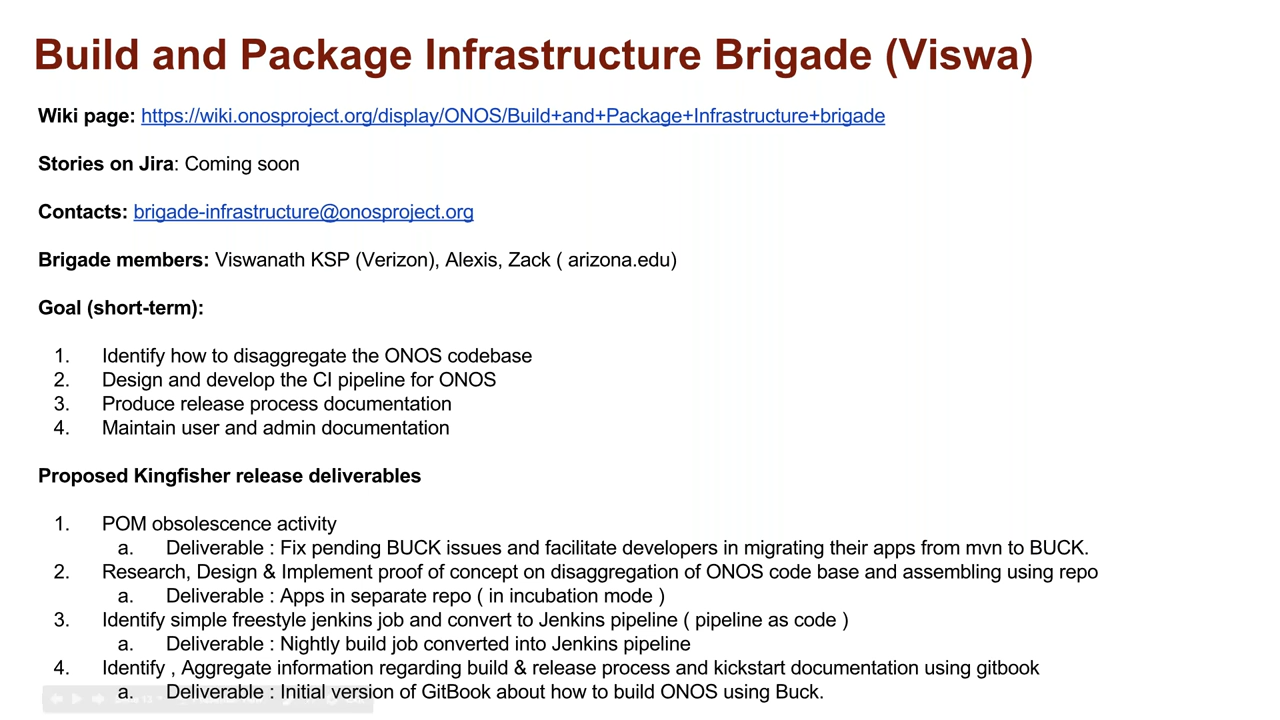 Build and Package Infrastructure Brigade (Viswa)
Wiki page: https://wiki.onosproject.org/display/ONOS/Build+and+Package+Infrastructure+brigade
Stories on Jira: Coming soon
Contacts: brigade-infrastructure@onosproject.org
Brigade members: Viswanath KSP (Verizon), Alexis, Zack ( arizona.edu)
Goal (short-term):
1. Identify how to disaggregate the ONOS codebase
2. Design and develop the CI pipeline for ONOS
3. Produce release process documentation
4. Maintain user and admin documentation
Proposed Kingfisher release deliverables
1. POM obsolescence activity
a. Deliverable : Fix pending BUCK issues and facilitate developers in migrating their apps from mvn to BUCK.
2. Research, Design & Implement proof of concept on disaggregation of ONOS code base and assembling using repo
a. Deliverable : Apps in separate repo ( in incubation mode )
3. Identify simple freestyle jenkins job and convert to Jenkins pipeline ( pipeline as code )
a. Deliverable : Nightly build job converted into Jenkins pipeline
4. Identify , Aggregate information regarding build & release process and kickstart documentation using gitbook
a. Deliverable : Initial version of GitBook about how to build ONOS using Buck.